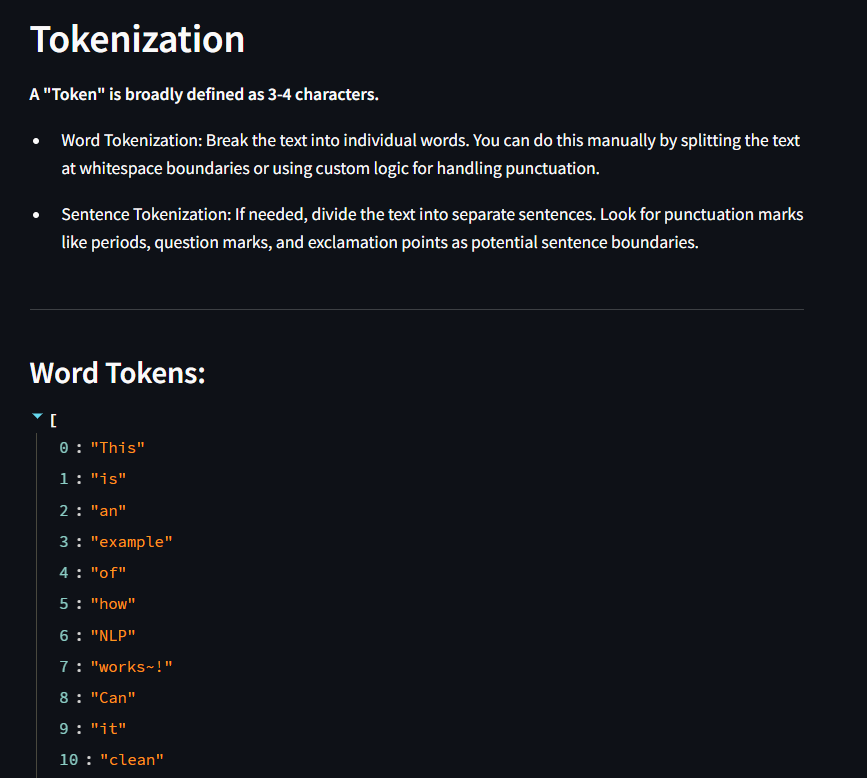 Tokenization
A "Token" is broadly defined as 3-4 characters.
• Word Tokenization: Break the text into individual words. You can do this manually by splitting the text
at whitespace boundaries or using custom logic for handling punctuation.
• Sentence Tokenization: If needed, divide the text into separate sentences. Look for punctuation marks
like periods, question marks, and exclamation points as potential sentence boundaries.
Word Tokens:
[
0 : "This"
1 : "is"
2 : "an"
3 : "example"
4 : "of"
5 : "how"
6 : "NLP"
7 : "works~!"
8 : "Can"
9 : "it"
10 : "clean"